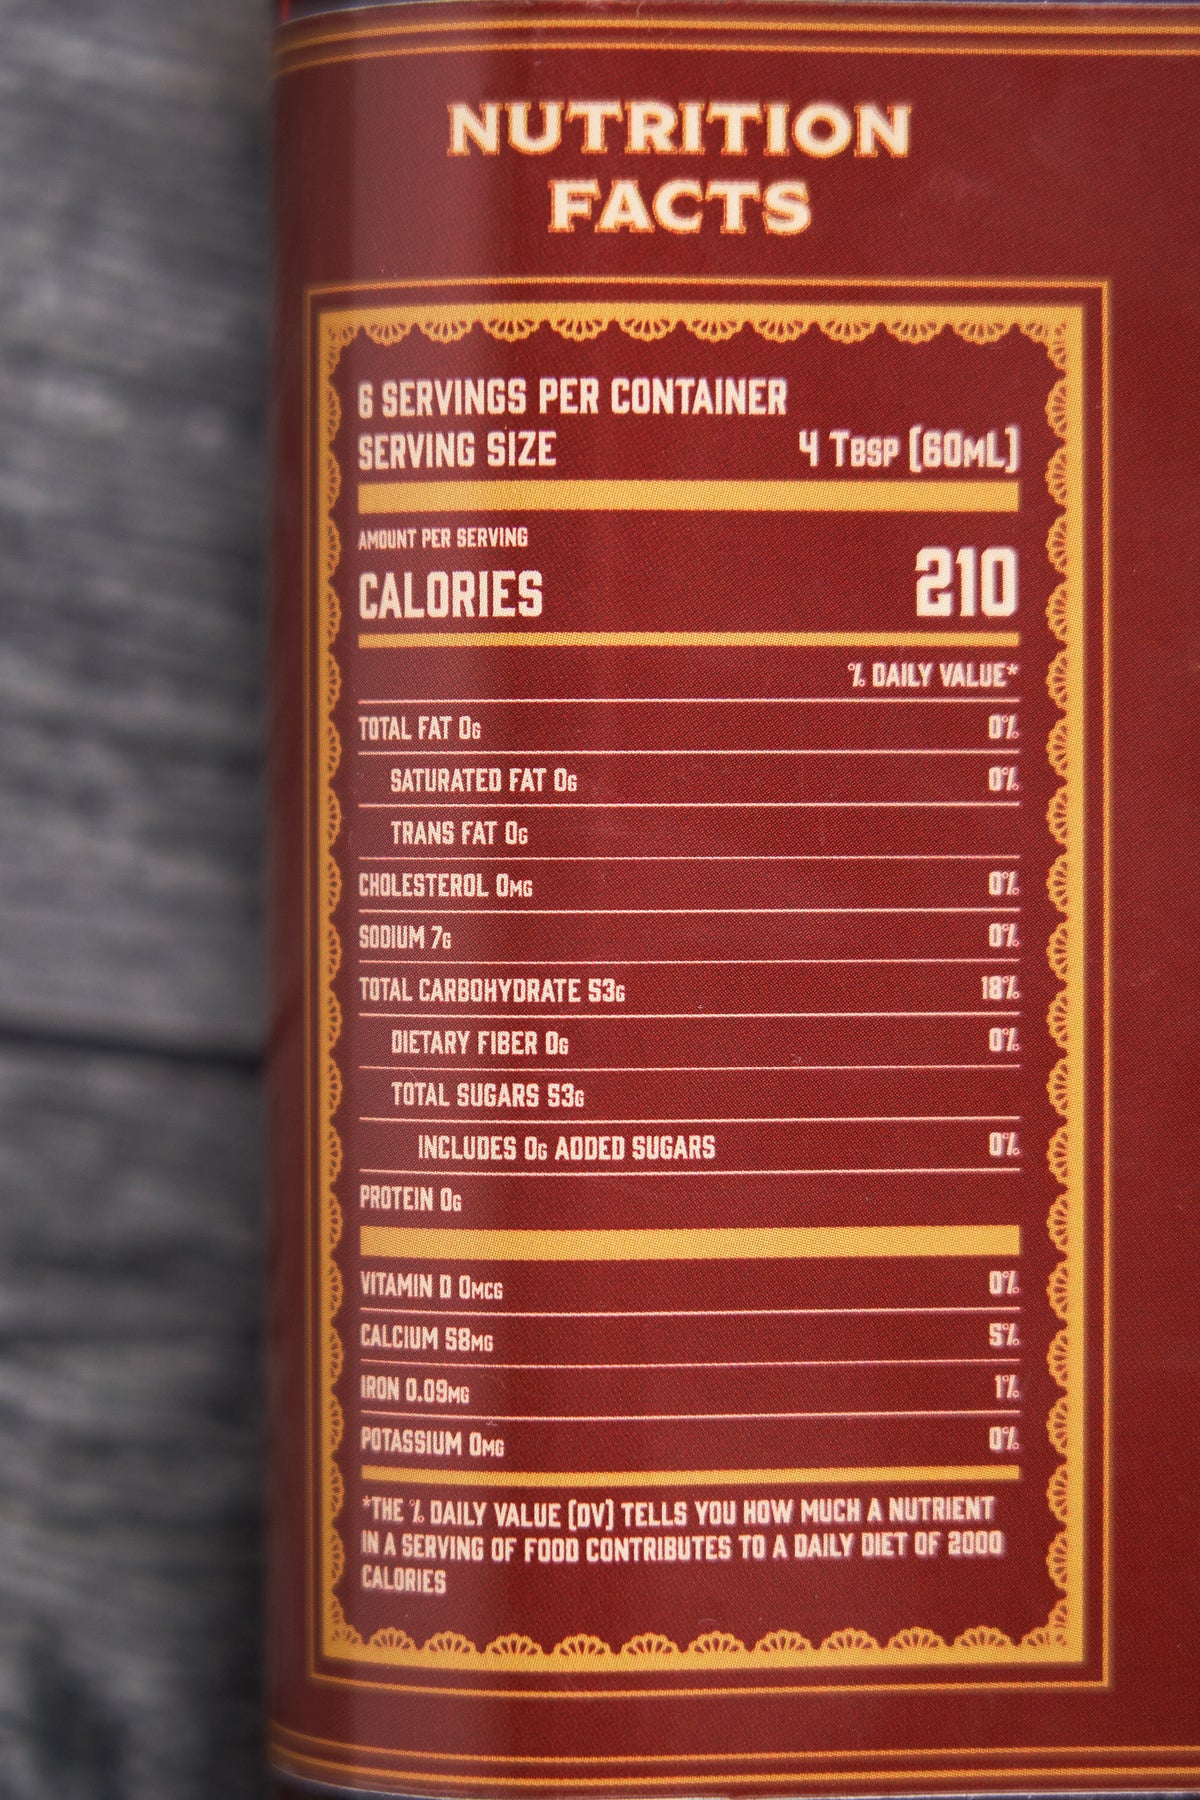 NUTRITION
FACTS
6 SERVINGS PER CONTAINER
SERVING SIZE 4 TBSP (60ML)
AMOUNT PER SERVING
CALORIES 210
% DAILY VALUE*
TOTAL FAT 0G 0%
SATURATED FAT 0G 0%
TRANS FAT 0G
CHOLESTEROL 0MG 0%
SODIUM 7G 0%
TOTAL CARBOHYDRATE 53G 18%
DIETARY FIBER 0G 0%
TOTAL SUGARS 53G
INCLUDES 0G ADDED SUGARS 0%
PROTEIN 0G
VITAMIN D 0MCG 0%
CALCIUM 58MG 5%
IRON 0.09MG 1%
POTASSIUM 0MG 0%
*THE % DAILY VALUE (DV) TELLS YOU HOW MUCH A NUTRIENT
IN A SERVING OF FOOD CONTRIBUTES TO A DAILY DIET OF 2000
CALORIES